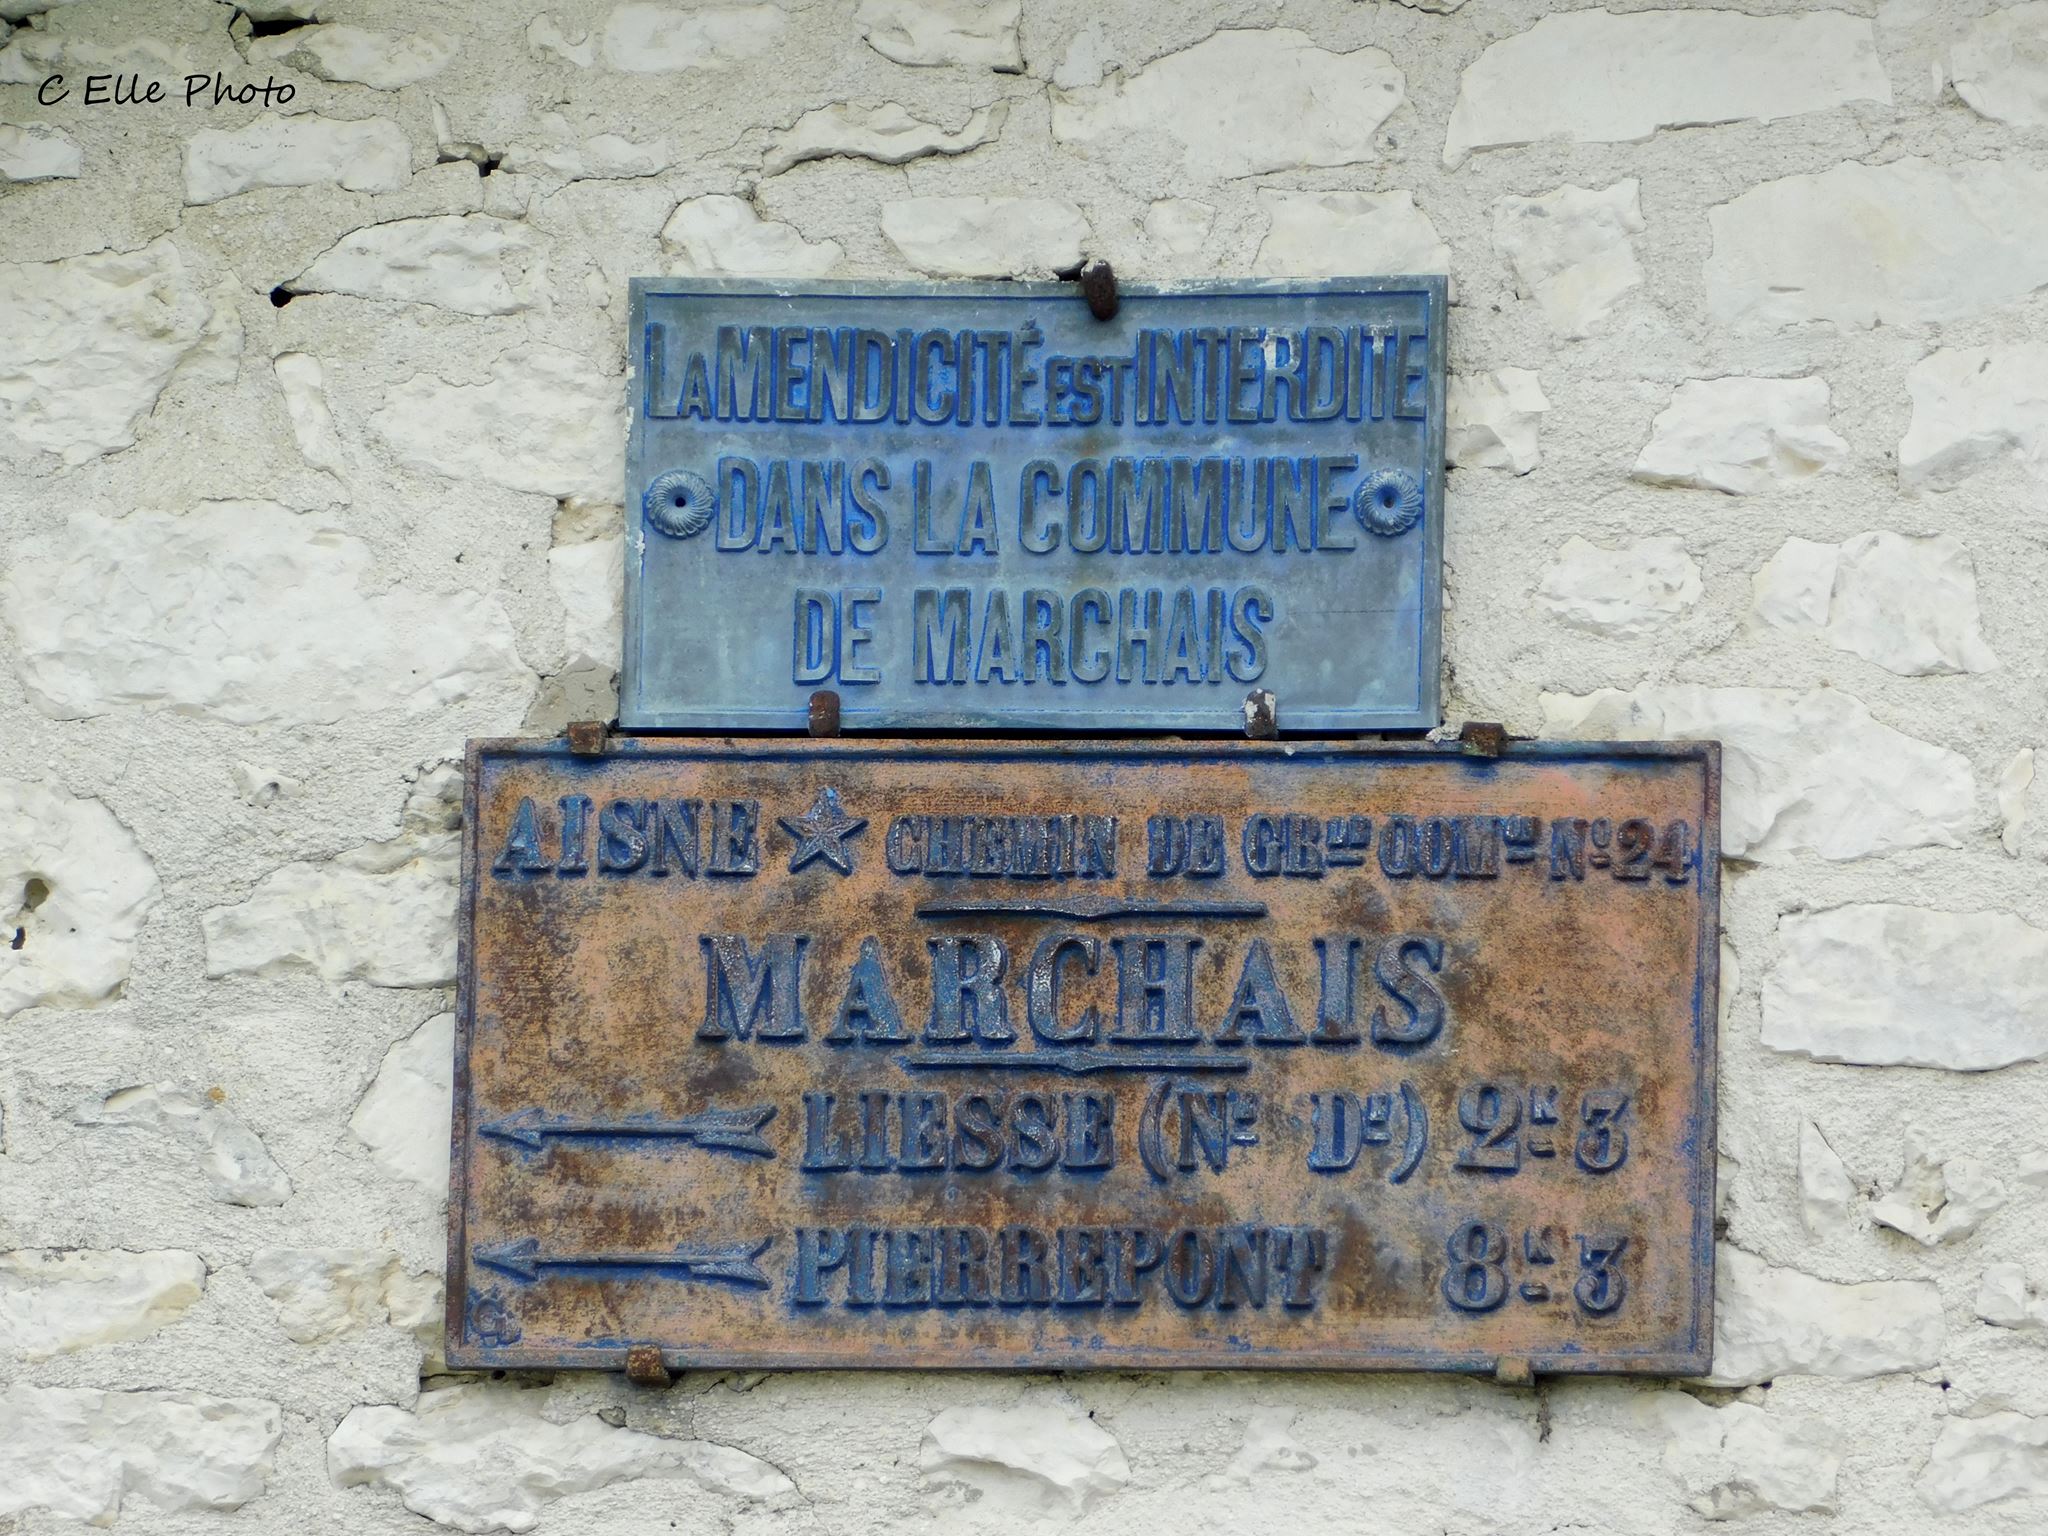 C Elle Photo
LA MENDICITÉ EST INTERDITE
DANS LA COMMUNE
DE MARCHAIS
AISNE ★ CHEMIN DE GRDE COMON NO 24
MARCHAIS
LIESSE (NE DE) 2K 3
PIERREPONT 8K 3